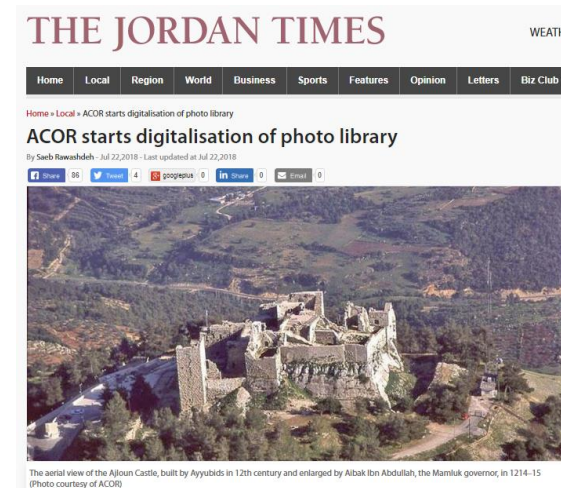 THE JORDAN TIMES
WEATH
Home Local Region World Business Sports Features Opinion Letters Biz Club
Home » Local » ACOR starts digitalisation of photo library
ACOR starts digitalisation of photo library
By Saeb Rawashdeh - Jul 22,2018 - Last updated at Jul 22,2018
Share 86 Tweet 4 googleplus 0 Share 0 Email 0
The aerial view of the Ajloun Castle, built by Ayyubids in 12th century and enlarged by Aibak Ibn Abdullah, the Mamluk governor, in 1214–15
(Photo courtesy of ACOR)